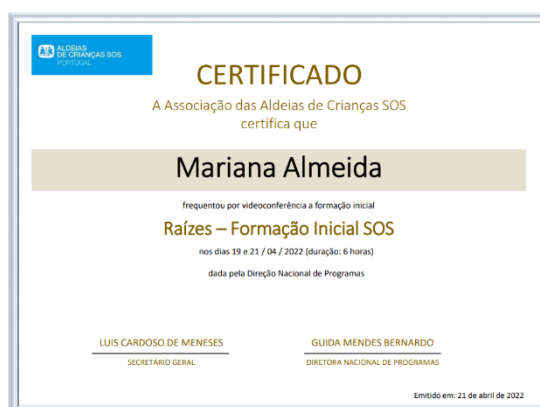 ALDEIAS
DE CRIANÇAS SOS
PORTUGAL
CERTIFICADO
A Associação das Aldeias de Crianças SOS
certifica que
Mariana Almeida
frequentou por videoconferência a formação inicial
Raízes – Formação Inicial SOS
nos dias 19 e 21 / 04 / 2022 (duração: 6 horas)
dada pela Direção Nacional de Programas
LUIS CARDOSO DE MENESES
SECRETÁRIO GERAL
GUIDA MENDES BERNARDO
DIRETORA NACIONAL DE PROGRAMAS
Emitido em: 21 de abril de 2022